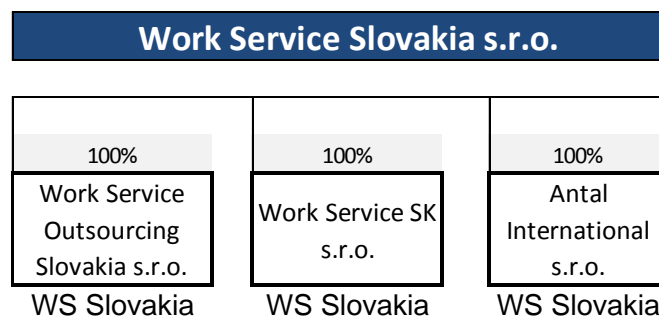 Work Service Slovakia s.r.o.
100%
100%
100%
Work Service
Outsourcing
Slovakia s.r.o.
Work Service SK
s.r.o.
Antal
International
s.r.o.
WS Slovakia
WS Slovakia
WS Slovakia